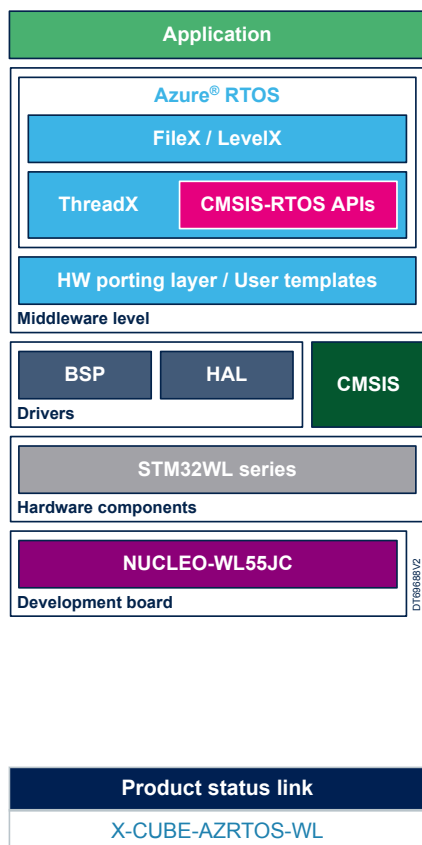 Application
Azure® RTOS
FileX / LevelX
ThreadX
CMSIS-RTOS APIs
HW porting layer / User templates
Middleware level
BSP
HAL
CMSIS
Drivers
STM32WL series
Hardware components
NUCLEO-WL55JC
Development board
DT69688V2
Product status link
X-CUBE-AZRTOS-WL